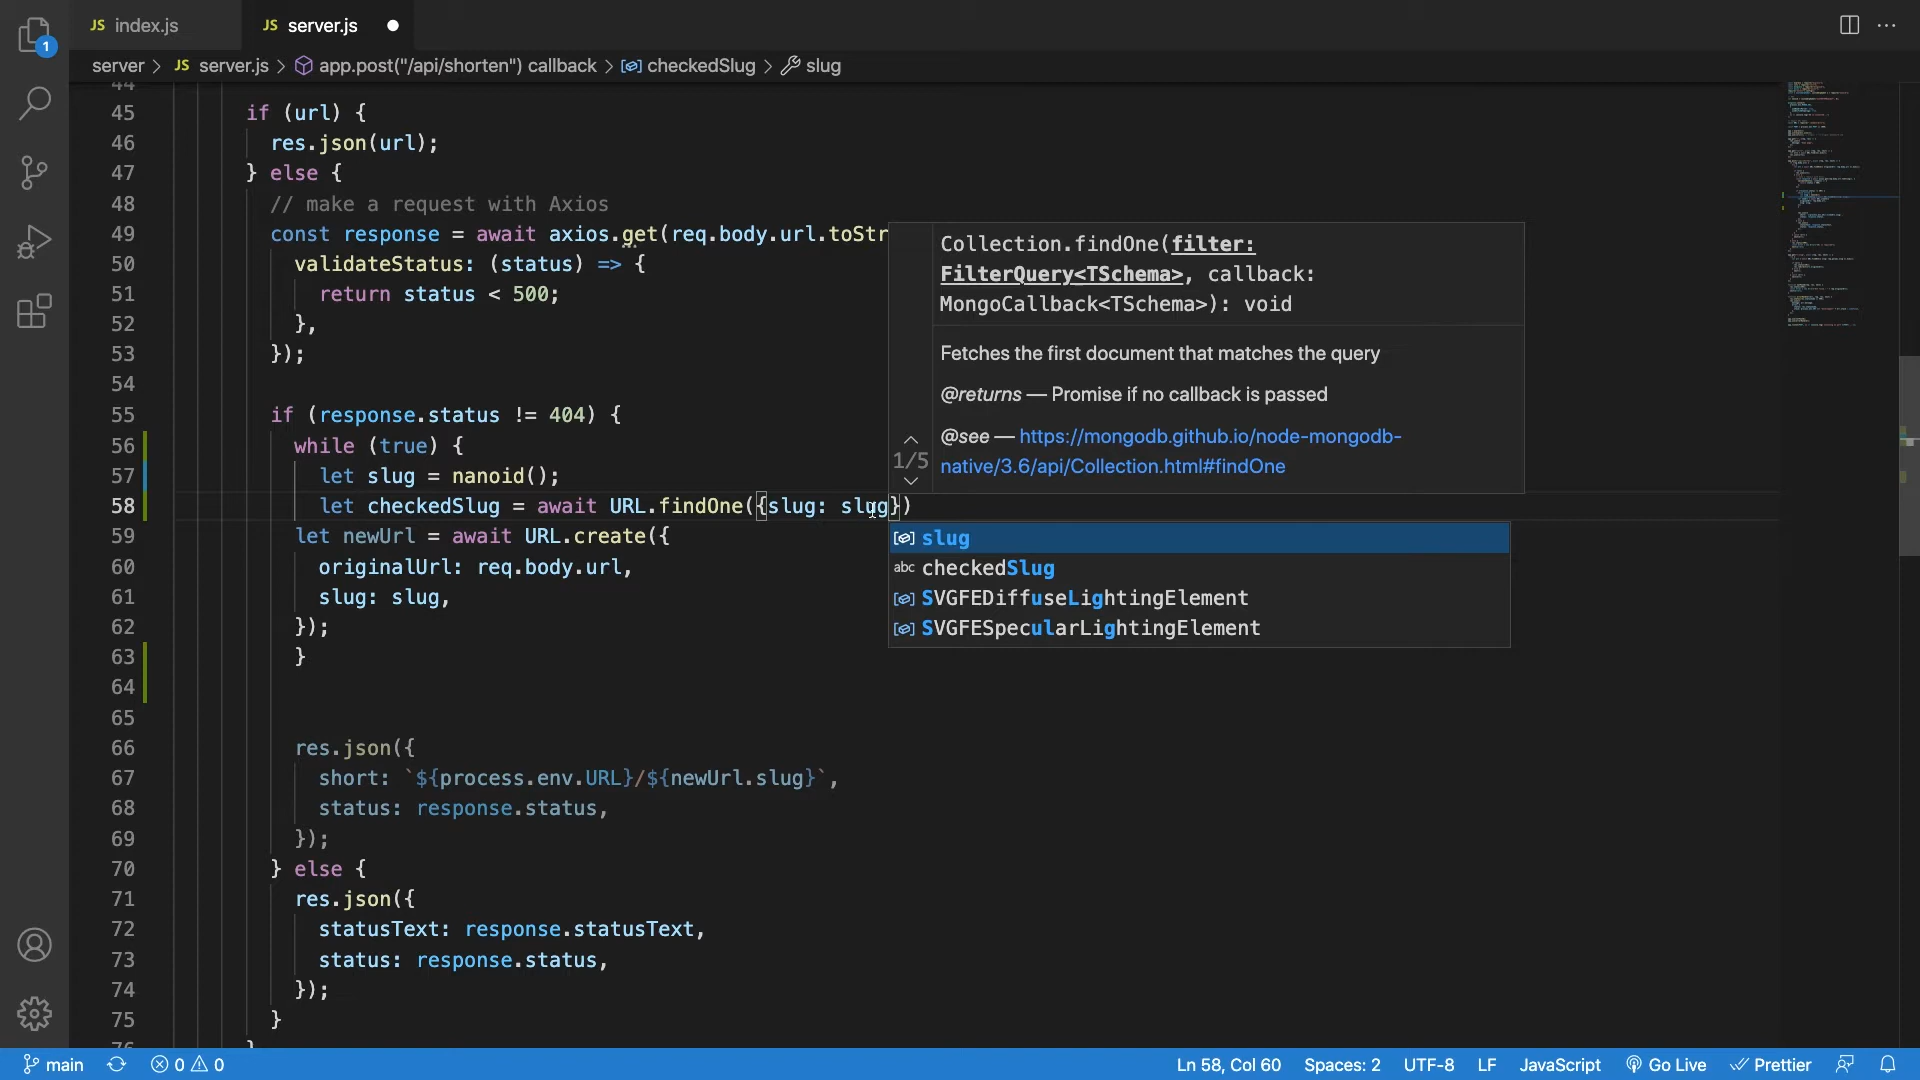 1
JS index.js
JS server.js
server > JS server.js > app.post("/api/shorten") callback > checkedSlug > slug
44
45 if (url) {
46 res.json(url);
47 } else {
48 // make a request with Axios
49 const response = await axios.get(req.body.url.toStr
50 validateStatus: (status) => {
51 return status < 500;
52 },
53 });
54
55 if (response.status != 404) {
56 while (true) {
57 let slug = nanoid();
58 let checkedSlug = await URL.findOne({slug: slug})
59 let newUrl = await URL.create({
60 originalUrl: req.body.url,
61 slug: slug,
62 });
63 }
64
65
66 res.json({
67 short: `${process.env.URL}/${newUrl.slug}`,
68 status: response.status,
69 });
70 } else {
71 res.json({
72 statusText: response.statusText,
73 status: response.status,
74 });
75 }
76 }
Collection.findOne(filter:
FilterQuery<TSchema>, callback:
MongoCallback<TSchema>): void
Fetches the first document that matches the query
@returns — Promise if no callback is passed
1/5
@see — https://mongodb.github.io/node-mongodb-
native/3.6/api/Collection.html#findOne
slug
abc checkedSlug
SVGFEDiffuseLightingElement
SVGFESpecularLightingElement
main 0 0 Ln 58, Col 60 Spaces: 2 UTF-8 LF JavaScript Go Live Prettier